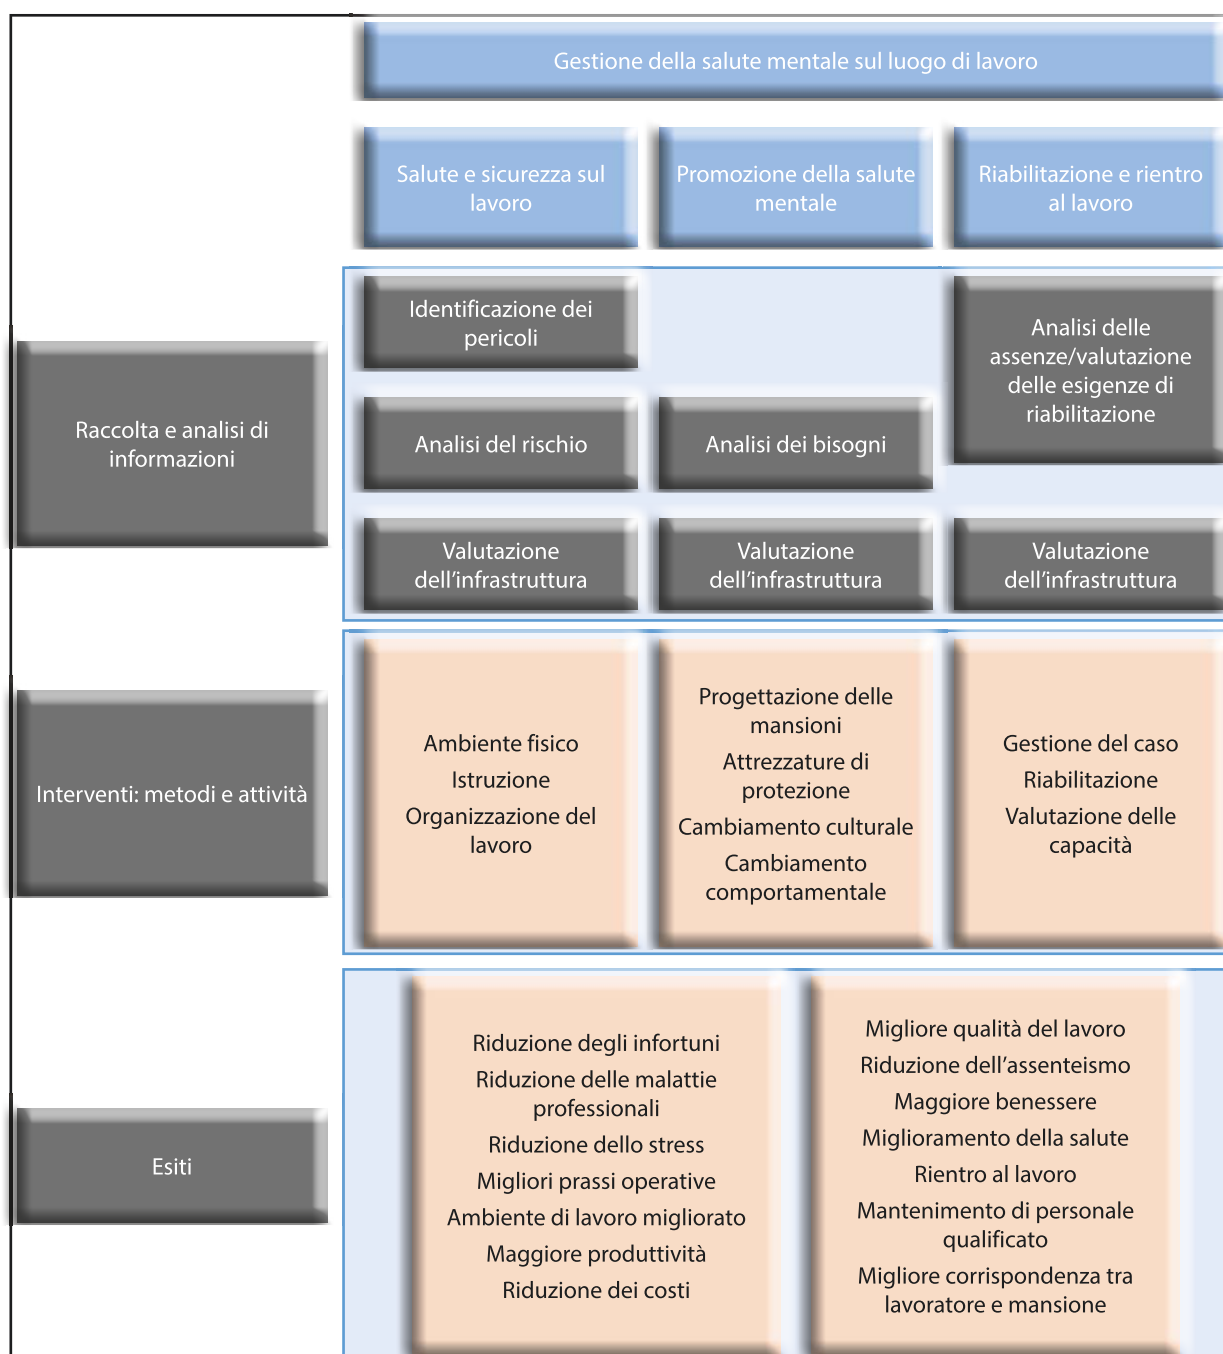 Gestione della salute mentale sul luogo di lavoro
Salute e sicurezza sul
lavoro
Promozione della salute
mentale
Riabilitazione e rientro
al lavoro
Raccolta e analisi di
informazioni
Identificazione dei
pericoli
Analisi delle
assenze/valutazione
delle esigenze di
riabilitazione
Analisi del rischio
Analisi dei bisogni
Valutazione
dell’infrastruttura
Valutazione
dell’infrastruttura
Valutazione
dell’infrastruttura
Interventi: metodi e attività
Ambiente fisico
Istruzione
Organizzazione del
lavoro
Progettazione delle
mansioni
Attrezzature di
protezione
Cambiamento culturale
Cambiamento
comportamentale
Gestione del caso
Riabilitazione
Valutazione delle
capacità
Esiti
Riduzione degli infortuni
Riduzione delle malattie
professionali
Riduzione dello stress
Migliori prassi operative
Ambiente di lavoro migliorato
Maggiore produttività
Riduzione dei costi
Migliore qualità del lavoro
Riduzione dell’assenteismo
Maggiore benessere
Miglioramento della salute
Rientro al lavoro
Mantenimento di personale
qualificato
Migliore corrispondenza tra
lavoratore e mansione